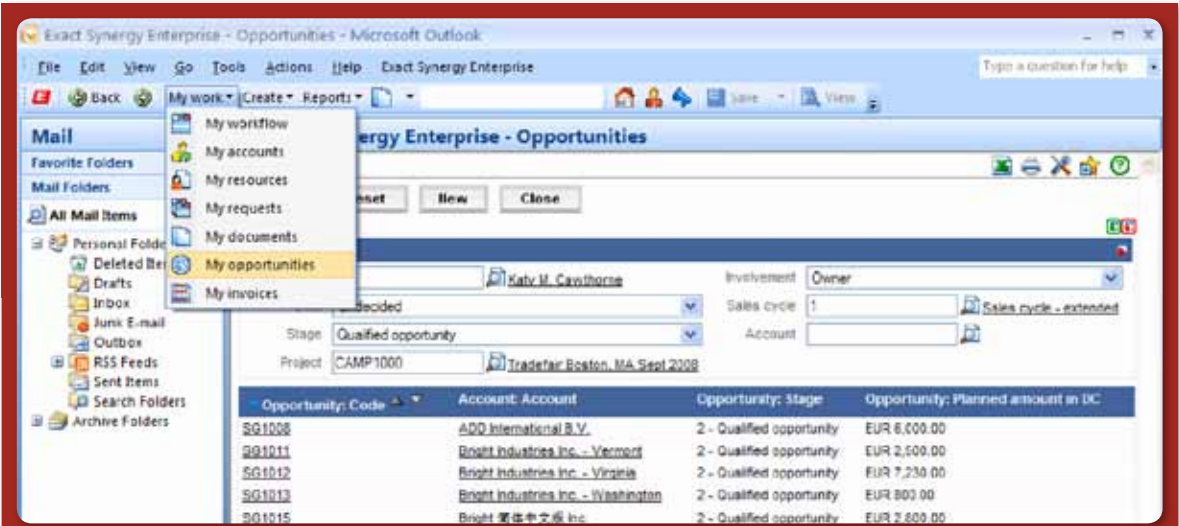 Exact Synergy Enterprise - Opportunities - Microsoft Outlook
File Edit View Go Tools Actions Help Exact Synergy Enterprise Type a question for help
Back My work Create Reports Save View
Mail ergy Enterprise - Opportunities
My workflow
Favorite Folders
My accounts
Mail Folders
My resources
All Mail Items
My requests
eset New Close
Personal Folde
My documents
Deleted Ite
My opportunities
Katy M. Cawthorne Involvement Owner
Drafts
My invoices
Inbox
decided Sales cycle 1 Sales cycle - extended
Junk E-mail
Outbox
Stage Qualified opportunity Account
RSS Feeds
Project CAMP1000 Tradefair Boston, MA Sept 2008
Sent Items
Search Folders
Archive Folders
Opportunity: Code Account: Account Opportunity: Stage Opportunity: Planned amount in DC
SG1008 ADD International B.V. 2 - Qualified opportunity EUR 6,000.00
SG1011 Bright Industries Inc. - Vermont 2 - Qualified opportunity EUR 2,500.00
SG1012 Bright Industries Inc. - Virginia 2 - Qualified opportunity EUR 7,230.00
SG1013 Bright Industries Inc. - Washington 2 - Qualified opportunity EUR 800.00
SG1015 Bright 简体中文版 Inc. 2 - Qualified opportunity EUR 2,800.00